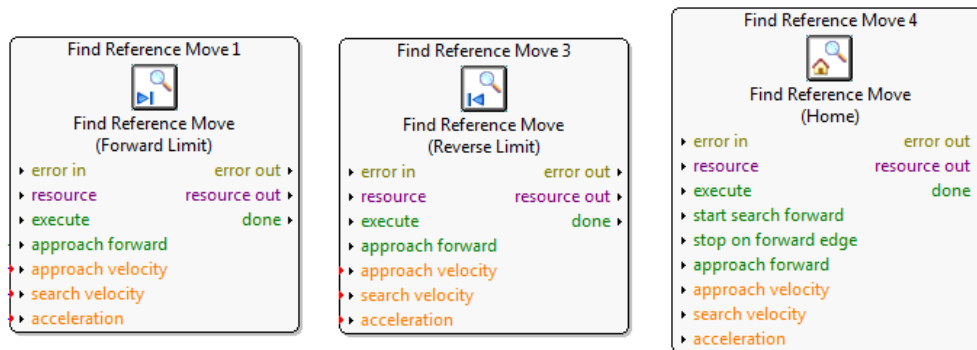 Find Reference Move 1
Find Reference Move
(Forward Limit)
error in error out
resource resource out
execute done
approach forward
approach velocity
search velocity
acceleration
Find Reference Move 3
Find Reference Move
(Reverse Limit)
error in error out
resource resource out
execute done
approach forward
approach velocity
search velocity
acceleration
Find Reference Move 4
Find Reference Move
(Home)
error in error out
resource resource out
execute done
start search forward
stop on forward edge
approach forward
approach velocity
search velocity
acceleration